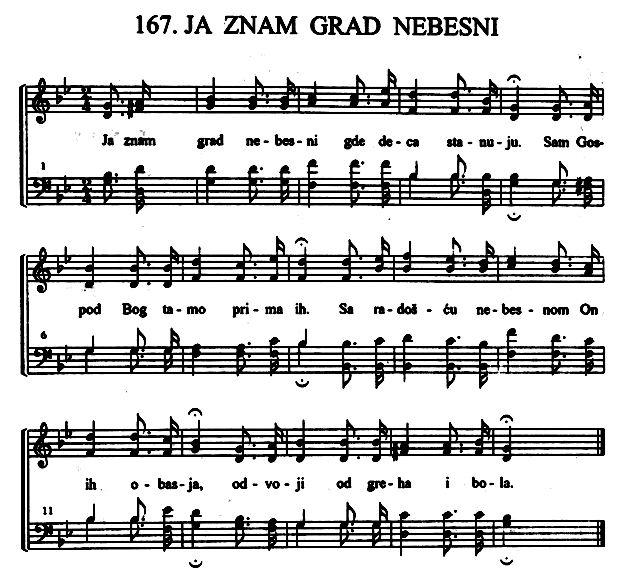 167. JA ZNAM GRAD NEBESNI
Ja znam grad ne - bes - ni gde de - ca sta - nu - ju. Sam Gos-
1
pod Bog ta - mo pri - ma ih. Sa ra - doš - ću ne - bes - nom On
6
ih o - bas - ja, od - vo - ji od gre - ha i bo - la.
11